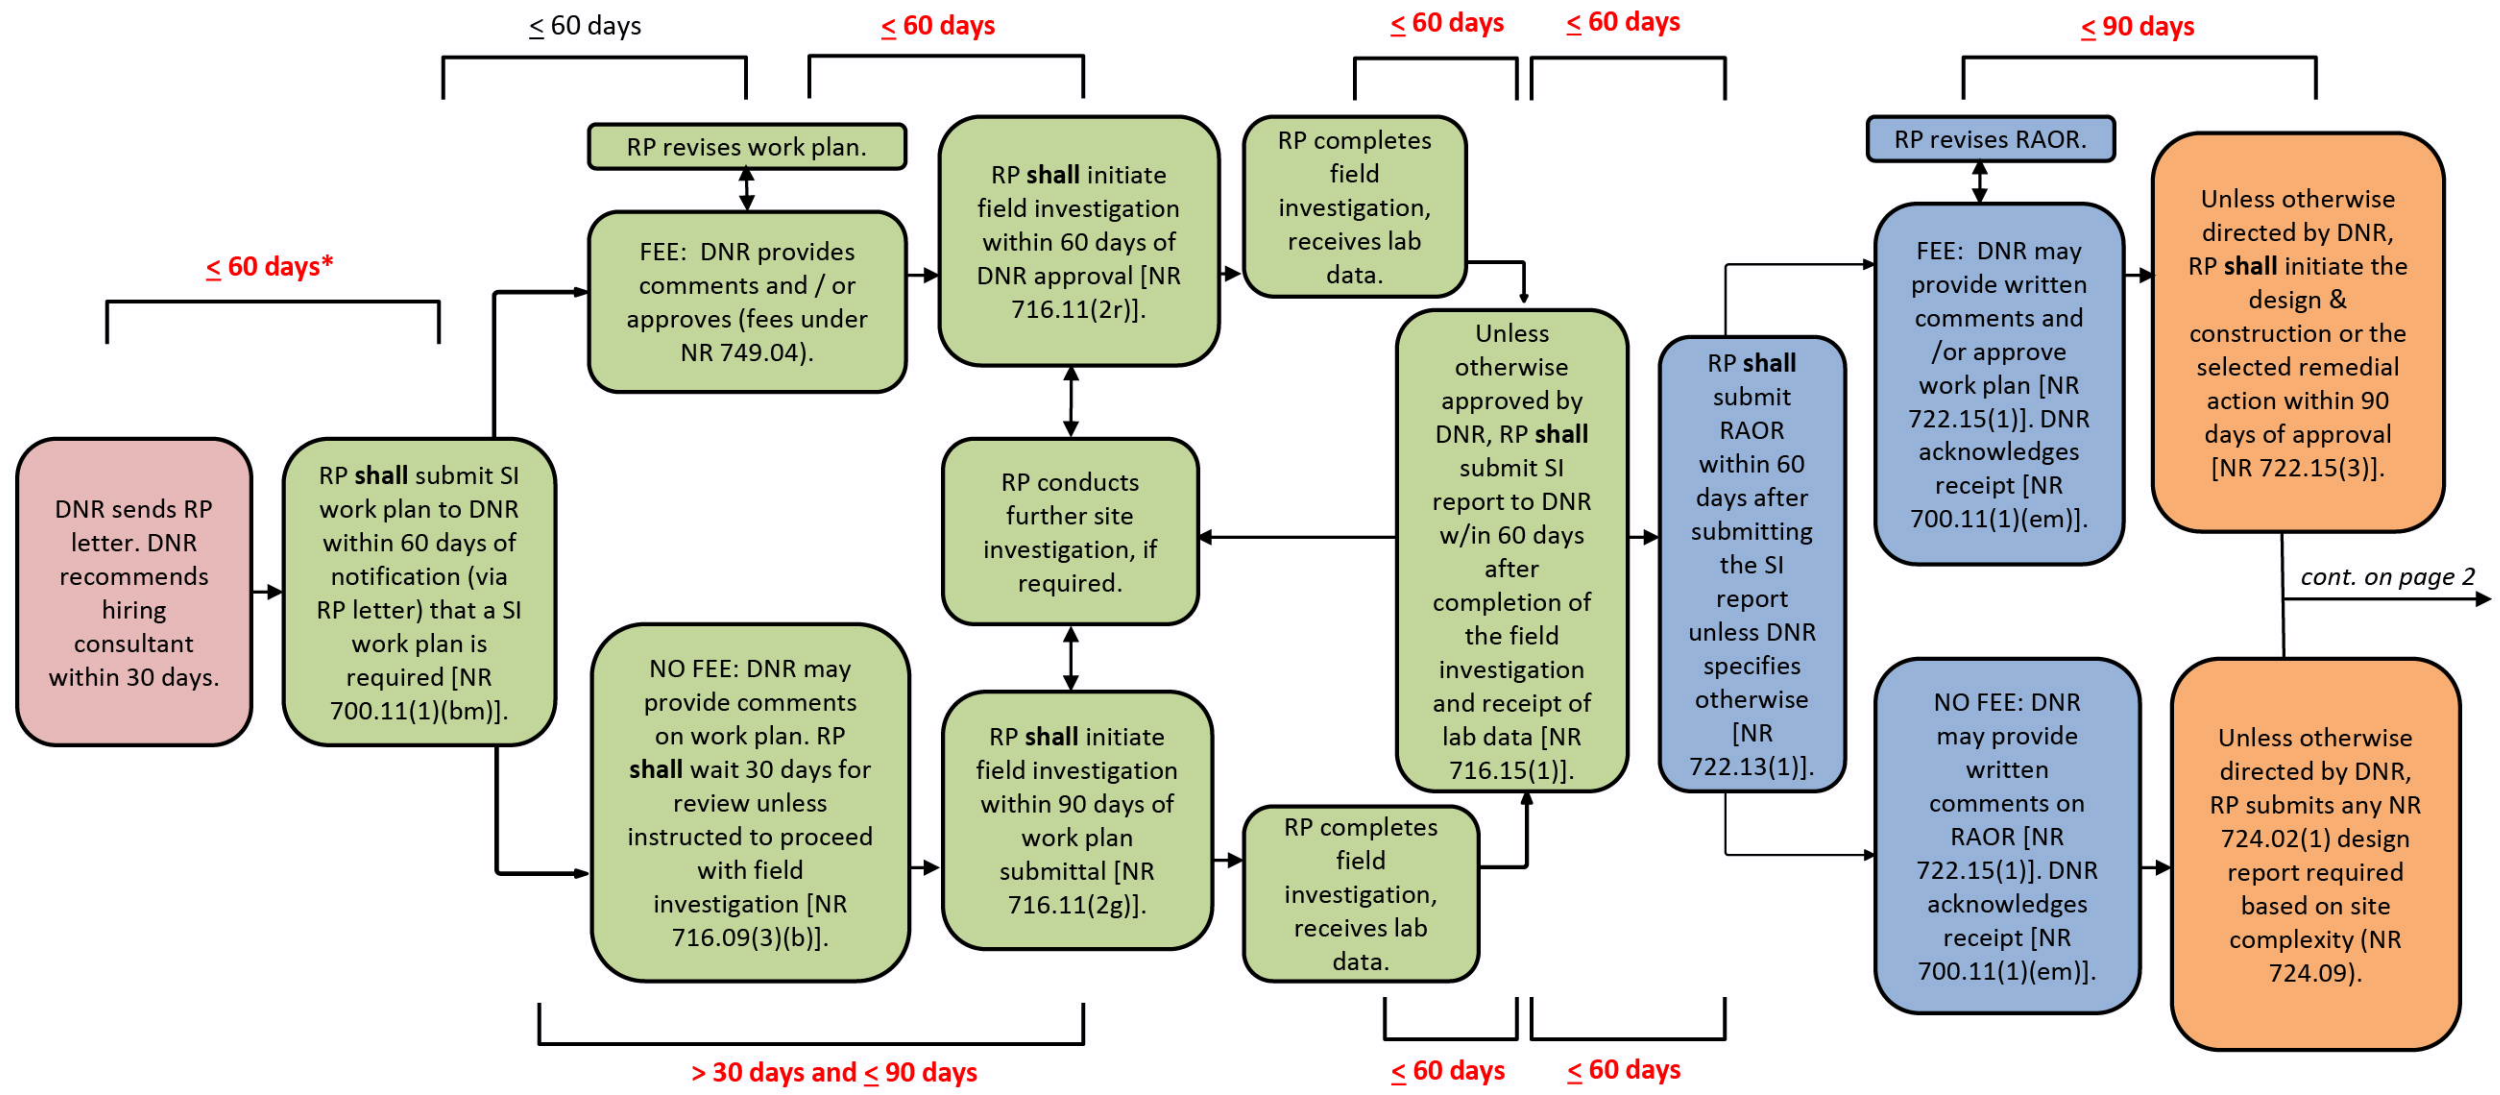 ≤ 60 days
≤ 60 days
≤ 60 days
≤ 60 days
≤ 90 days
≤ 60 days*
DNR sends RP
letter. DNR
recommends
hiring
consultant
within 30 days.
RP shall submit SI
work plan to DNR
within 60 days of
notification (via
RP letter) that a SI
work plan is
required [NR
700.11(1)(bm)].
RP revises work plan.
FEE: DNR provides
comments and / or
approves (fees under
NR 749.04).
RP shall initiate
field investigation
within 60 days of
DNR approval [NR
716.11(2r)].
RP completes
field
investigation,
receives lab
data.
RP conducts
further site
investigation, if
required.
NO FEE: DNR may
provide comments
on work plan. RP
shall wait 30 days for
review unless
instructed to proceed
with field
investigation [NR
716.09(3)(b)].
RP shall initiate
field investigation
within 90 days of
work plan
submittal [NR
716.11(2g)].
RP completes
field
investigation,
receives lab
data.
Unless
otherwise
approved by
DNR, RP shall
submit SI
report to DNR
w/in 60 days
after
completion of
the field
investigation
and receipt of
lab data [NR
716.15(1)].
RP shall
submit
RAOR
within 60
days after
submitting
the SI
report
unless DNR
specifies
otherwise
[NR
722.13(1)].
RP revises RAOR.
FEE: DNR may
provide written
comments and
/or approve
work plan [NR
722.15(1)]. DNR
acknowledges
receipt [NR
700.11(1)(em)].
Unless otherwise
directed by DNR,
RP shall initiate the
design &
construction or the
selected remedial
action within 90
days of approval
[NR 722.15(3)].
cont. on page 2
NO FEE: DNR
may provide
written
comments on
RAOR [NR
722.15(1)]. DNR
acknowledges
receipt [NR
700.11(1)(em)].
Unless otherwise
directed by DNR,
RP submits any NR
724.02(1) design
report required
based on site
complexity (NR
724.09).
> 30 days and ≤ 90 days
≤ 60 days
≤ 60 days